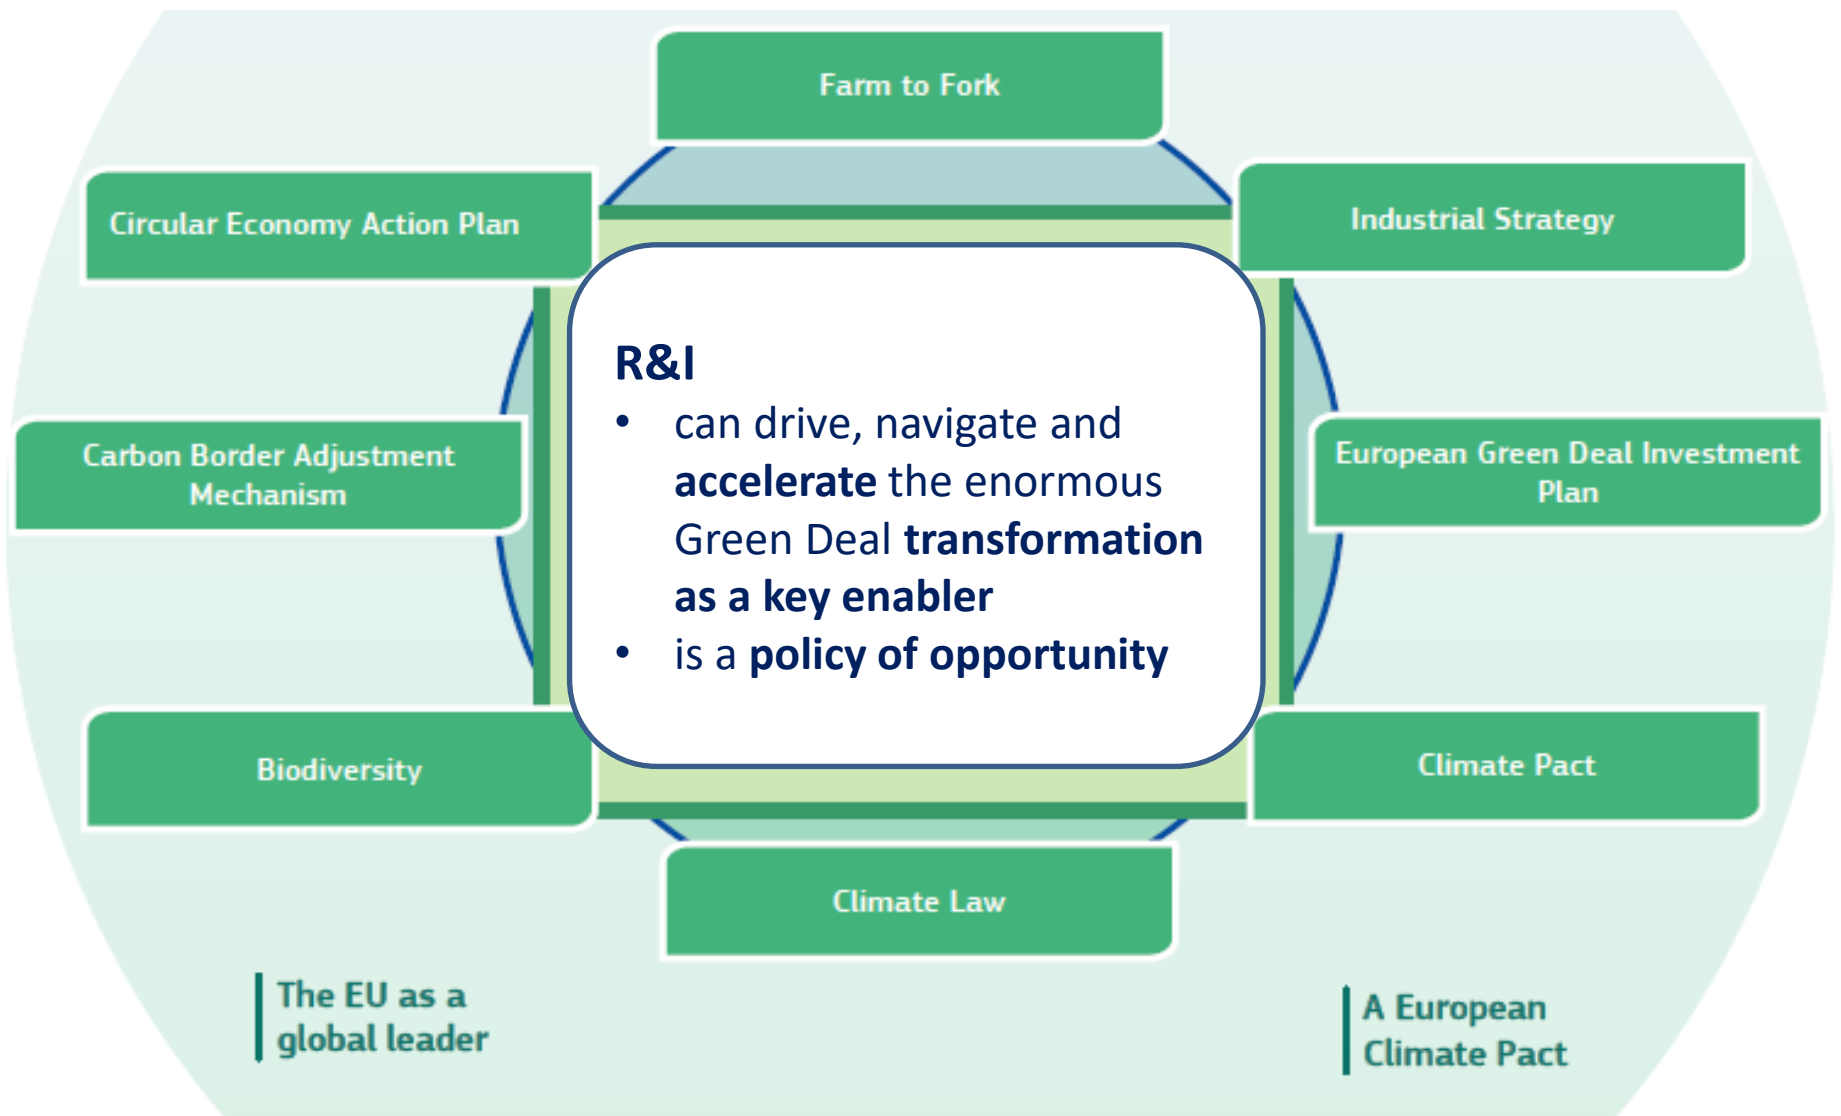 Farm to Fork
Circular Economy Action Plan
Industrial Strategy
R&I
• can drive, navigate and
accelerate the enormous
Green Deal transformation
as a key enabler
• is a policy of opportunity
Carbon Border Adjustment
Mechanism
European Green Deal Investment
Plan
Biodiversity
Climate Pact
Climate Law
The EU as a
global leader
A European
Climate Pact